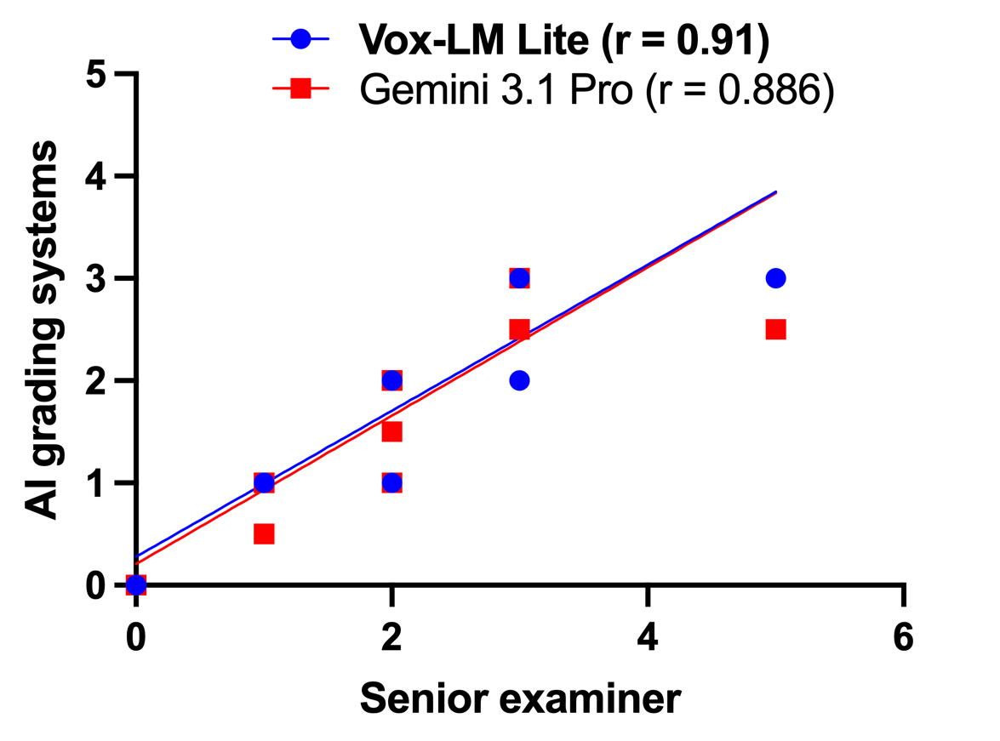 Vox-LM Lite (r = 0.91)
Gemini 3.1 Pro (r = 0.886)
5
4
3
2
1
0
AI grading systems
0 2 4 6
Senior examiner